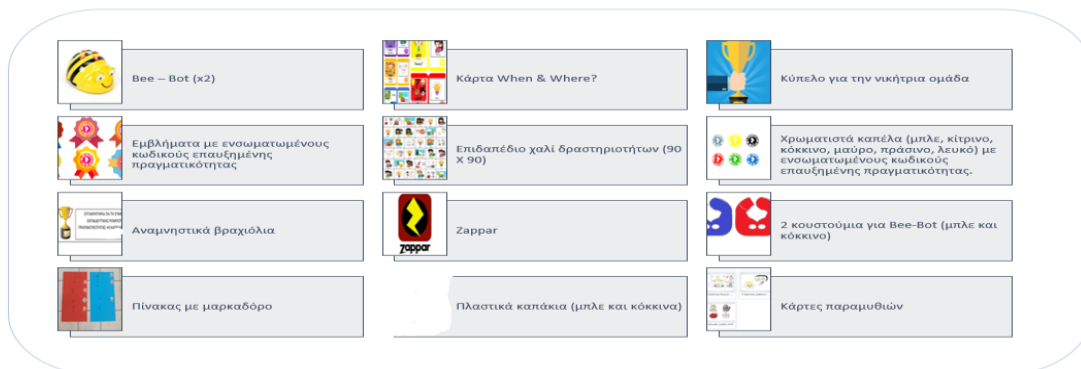 Bee – Bot (x2)
Κάρτα When & Where?
Κύπελο για την νικήτρια ομάδα
Εμβλήματα με ενσωματωμένους
κωδικούς επαυξημένης
πραγματικότητας
Επιδαπέδιο χαλί δραστηριοτήτων (90
X 90)
Χρωματιστά καπέλα (μπλε, κίτρινο,
κόκκινο, μαύρο, πράσινο, λευκό) με
ενσωματωμένους κωδικούς
επαυξημένης πραγματικότητας.
Αναμνηστικά βραχιόλια
zappar
Zappar
2 κουστούμια για Bee-Bot (μπλε και
κόκκινο)
Πίνακας με μαρκαδόρο
Πλαστικά καπάκια (μπλε και κόκκινα)
Κάρτες παραμυθιών